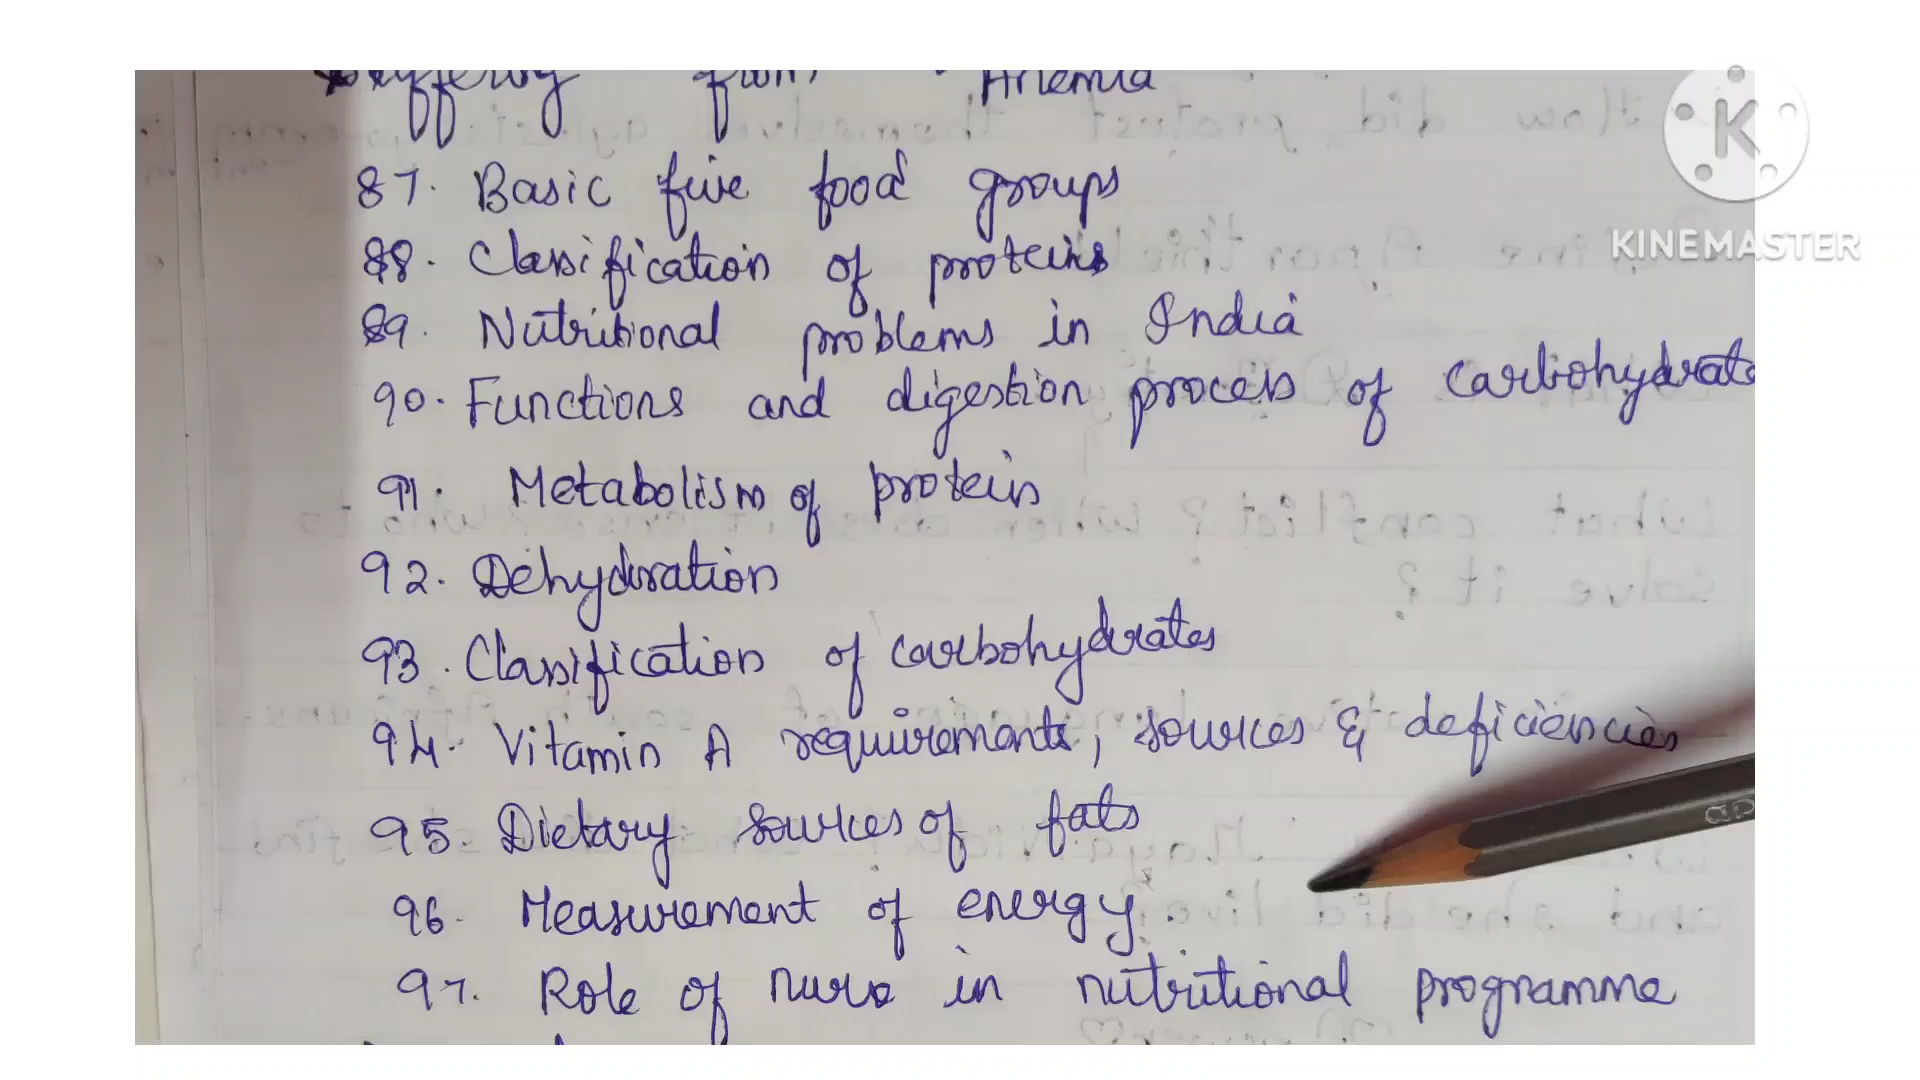 Suffering from Anemia
87. Basic five food groups
88. Classification of proteins
89. Nutritional problems in India
90. Functions and digestion process of carbohydrate
91. Metabolism of protein
92. Dehydration
93. Classification of carbohydrates
94. Vitamin A requirements, sources & deficiencies
95. Dietary sources of fats
96. Measurement of energy.
97. Role of nurse in nutritional programme
K
KINEMASTER